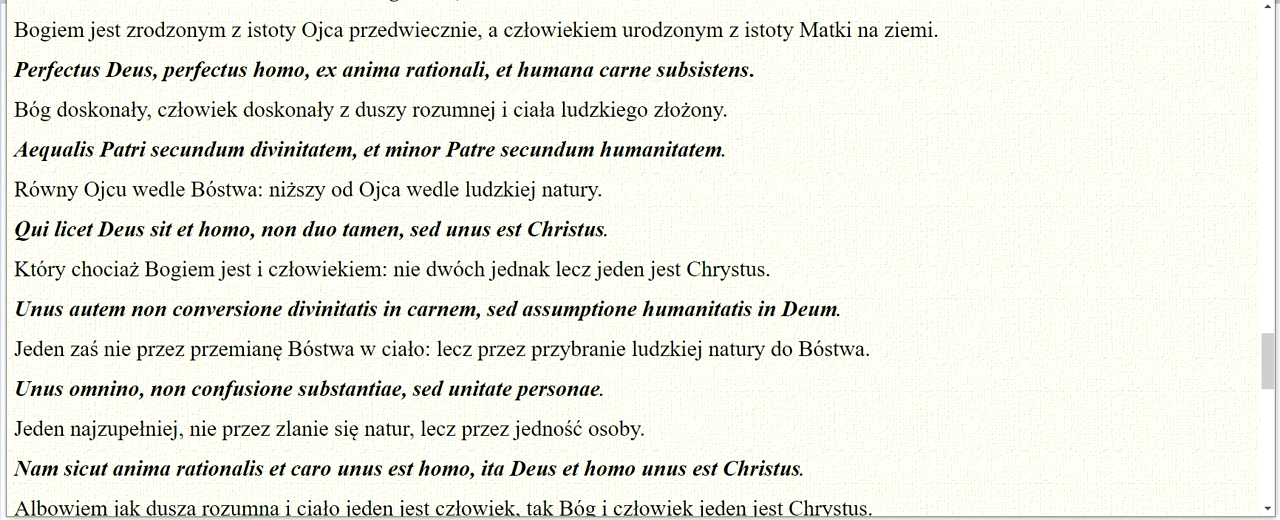 Bogiem jest zrodzonym z istoty Ojca przedwiecznie, a człowiekiem urodzonym z istoty Matki na ziemi.
Perfectus Deus, perfectus homo, ex anima rationali, et humana carne subsistens.
Bóg doskonały, człowiek doskonały z duszy rozumnej i ciała ludzkiego złożony.
Aequalis Patri secundum divinitatem, et minor Patre secundum humanitatem.
Równy Ojcu wedle Bóstwa: niższy od Ojca wedle ludzkiej natury.
Qui licet Deus sit et homo, non duo tamen, sed unus est Christus.
Który chociaż Bogiem jest i człowiekiem: nie dwóch jednak lecz jeden jest Chrystus.
Unus autem non conversione divinitatis in carnem, sed assumptione humanitatis in Deum.
Jeden zaś nie przez przemianę Bóstwa w ciało: lecz przez przybranie ludzkiej natury do Bóstwa.
Unus omnino, non confusione substantiae, sed unitate personae.
Jeden najzupełniej, nie przez zlanie się natur, lecz przez jedność osoby.
Nam sicut anima rationalis et caro unus est homo, ita Deus et homo unus est Christus.
Albowiem jak dusza rozumna i ciało jeden jest człowiek, tak Bóg i człowiek jeden jest Chrystus.